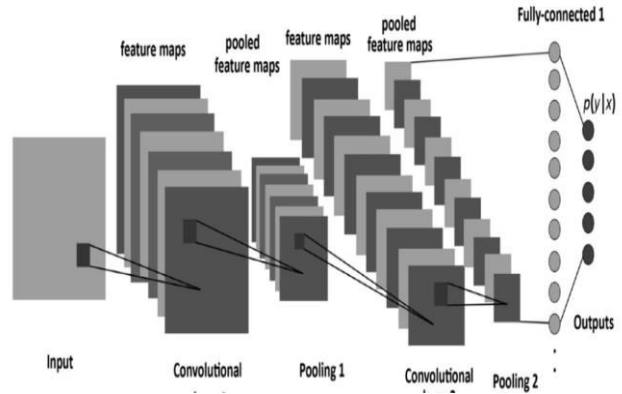 Fully-connected 1
feature maps
pooled
feature maps
feature maps
pooled
feature maps
p(y|x)
Input
Convolutional
Pooling 1
Convolutional
Pooling 2
Outputs